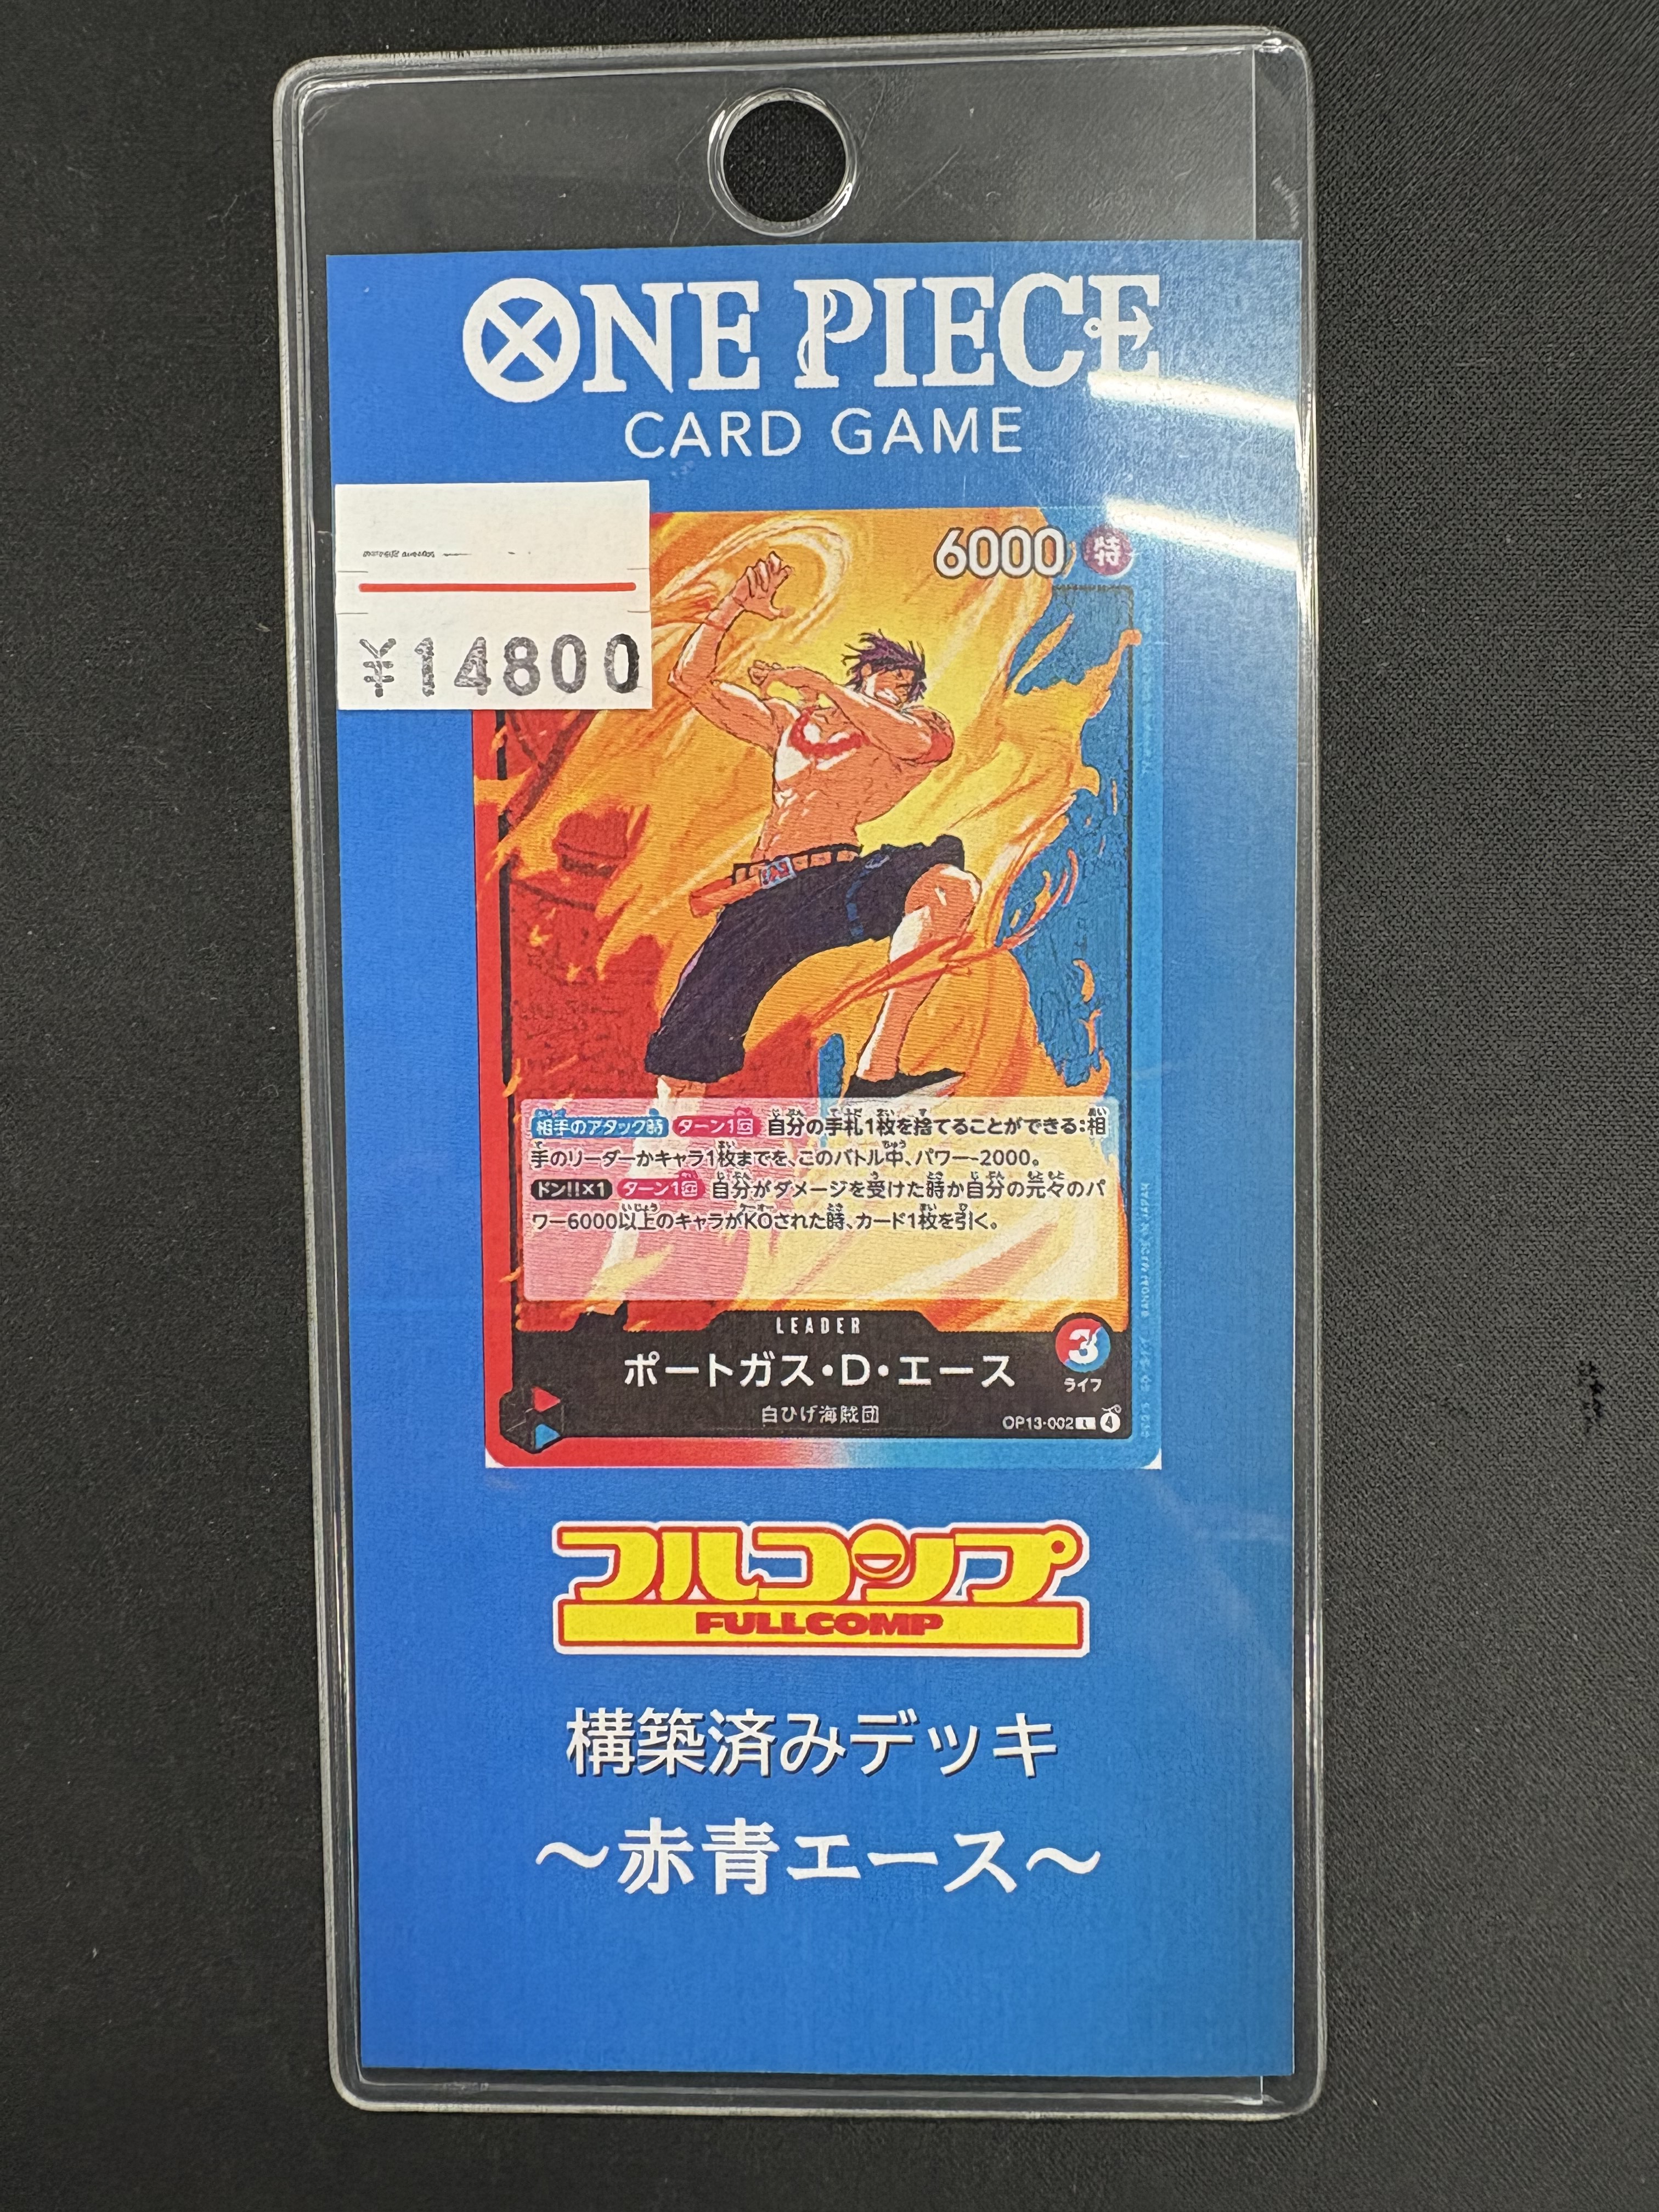 ONE PIECE
CARD GAME
¥14800
6000 特
相手のアタック時 ターン1回 自分の手札1枚を捨てることができる:相
手のリーダーかキャラ1枚までを、このバトル中、パワー-2000。
ドン!!×1 ターン1回 自分がダメージを受けた時か自分の元々のパ
ワー6000以上のキャラがKOされた時、カード1枚を引く。
LEADER
ポートガス・D・エース
3
ライフ
白ひげ海賊団
OP13-002 L 4
フルコンプ
FULLCOMP
構築済みデッキ
〜赤青エース〜